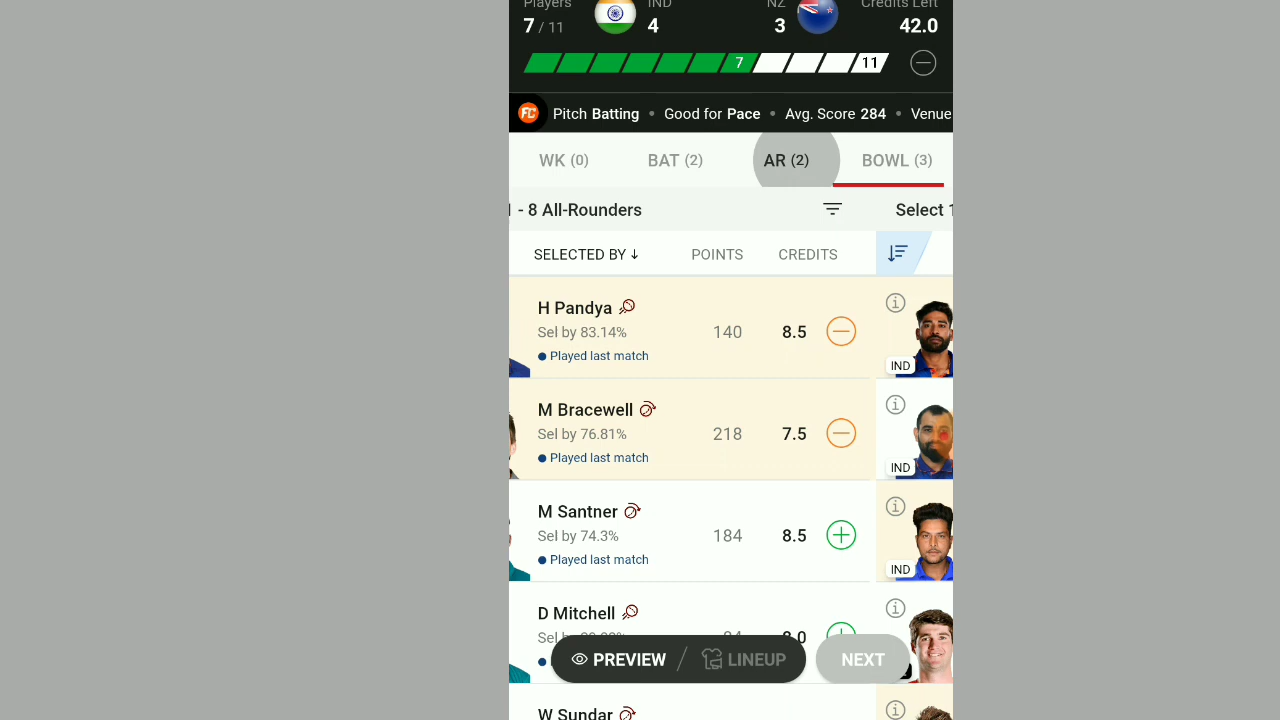 Players IND NZ Credits Left
7 / 11 4 3 42.0
7 11
FC Pitch Batting • Good for Pace • Avg. Score 284 • Venue
WK (0) BAT (2) AR (2) BOWL (3)
- 8 All-Rounders Select 1
SELECTED BY ↓ POINTS CREDITS
H Pandya
Sel by 83.14% 140 8.5
Played last match
IND
M Bracewell
Sel by 76.81% 218 7.5
Played last match
IND
M Santner
Sel by 74.3% 184 8.5
Played last match
IND
D Mitchell
Sel
PREVIEW / LINEUP NEXT
W Sundar